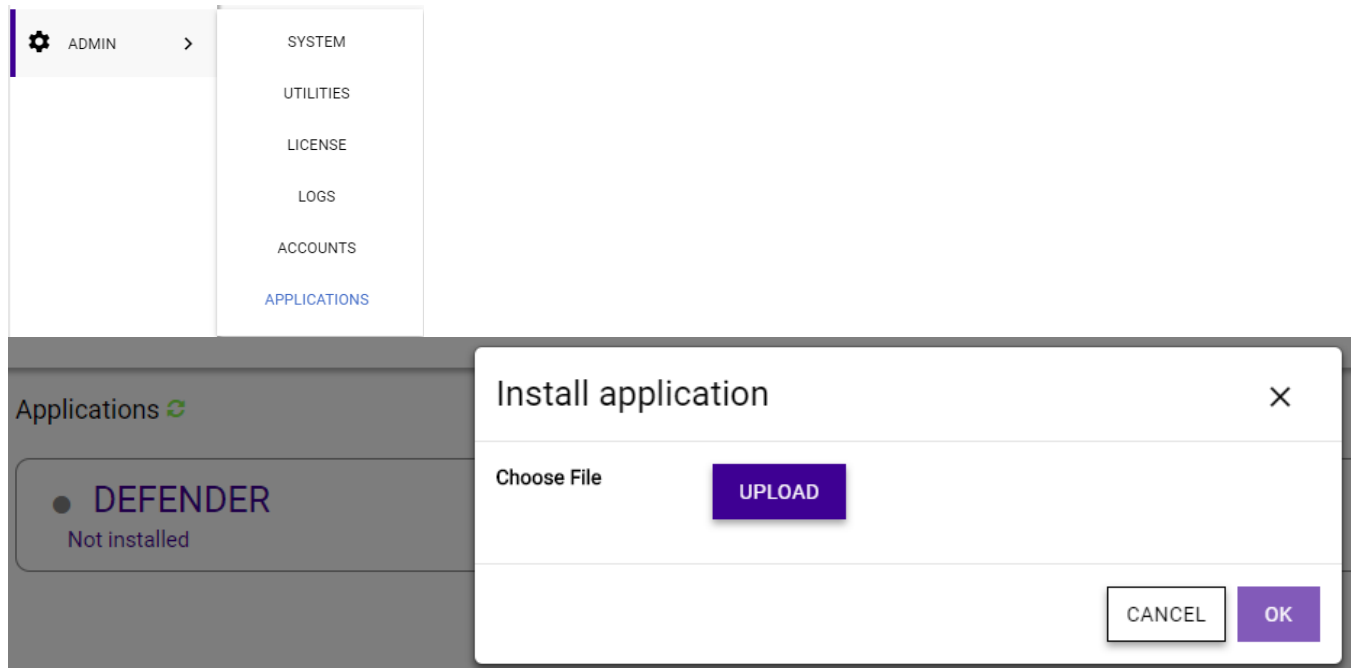 ADMIN
SYSTEM
UTILITIES
LICENSE
LOGS
ACCOUNTS
APPLICATIONS
Applications
DEFENDER
Not installed
Install application
Choose File
UPLOAD
CANCEL
OK